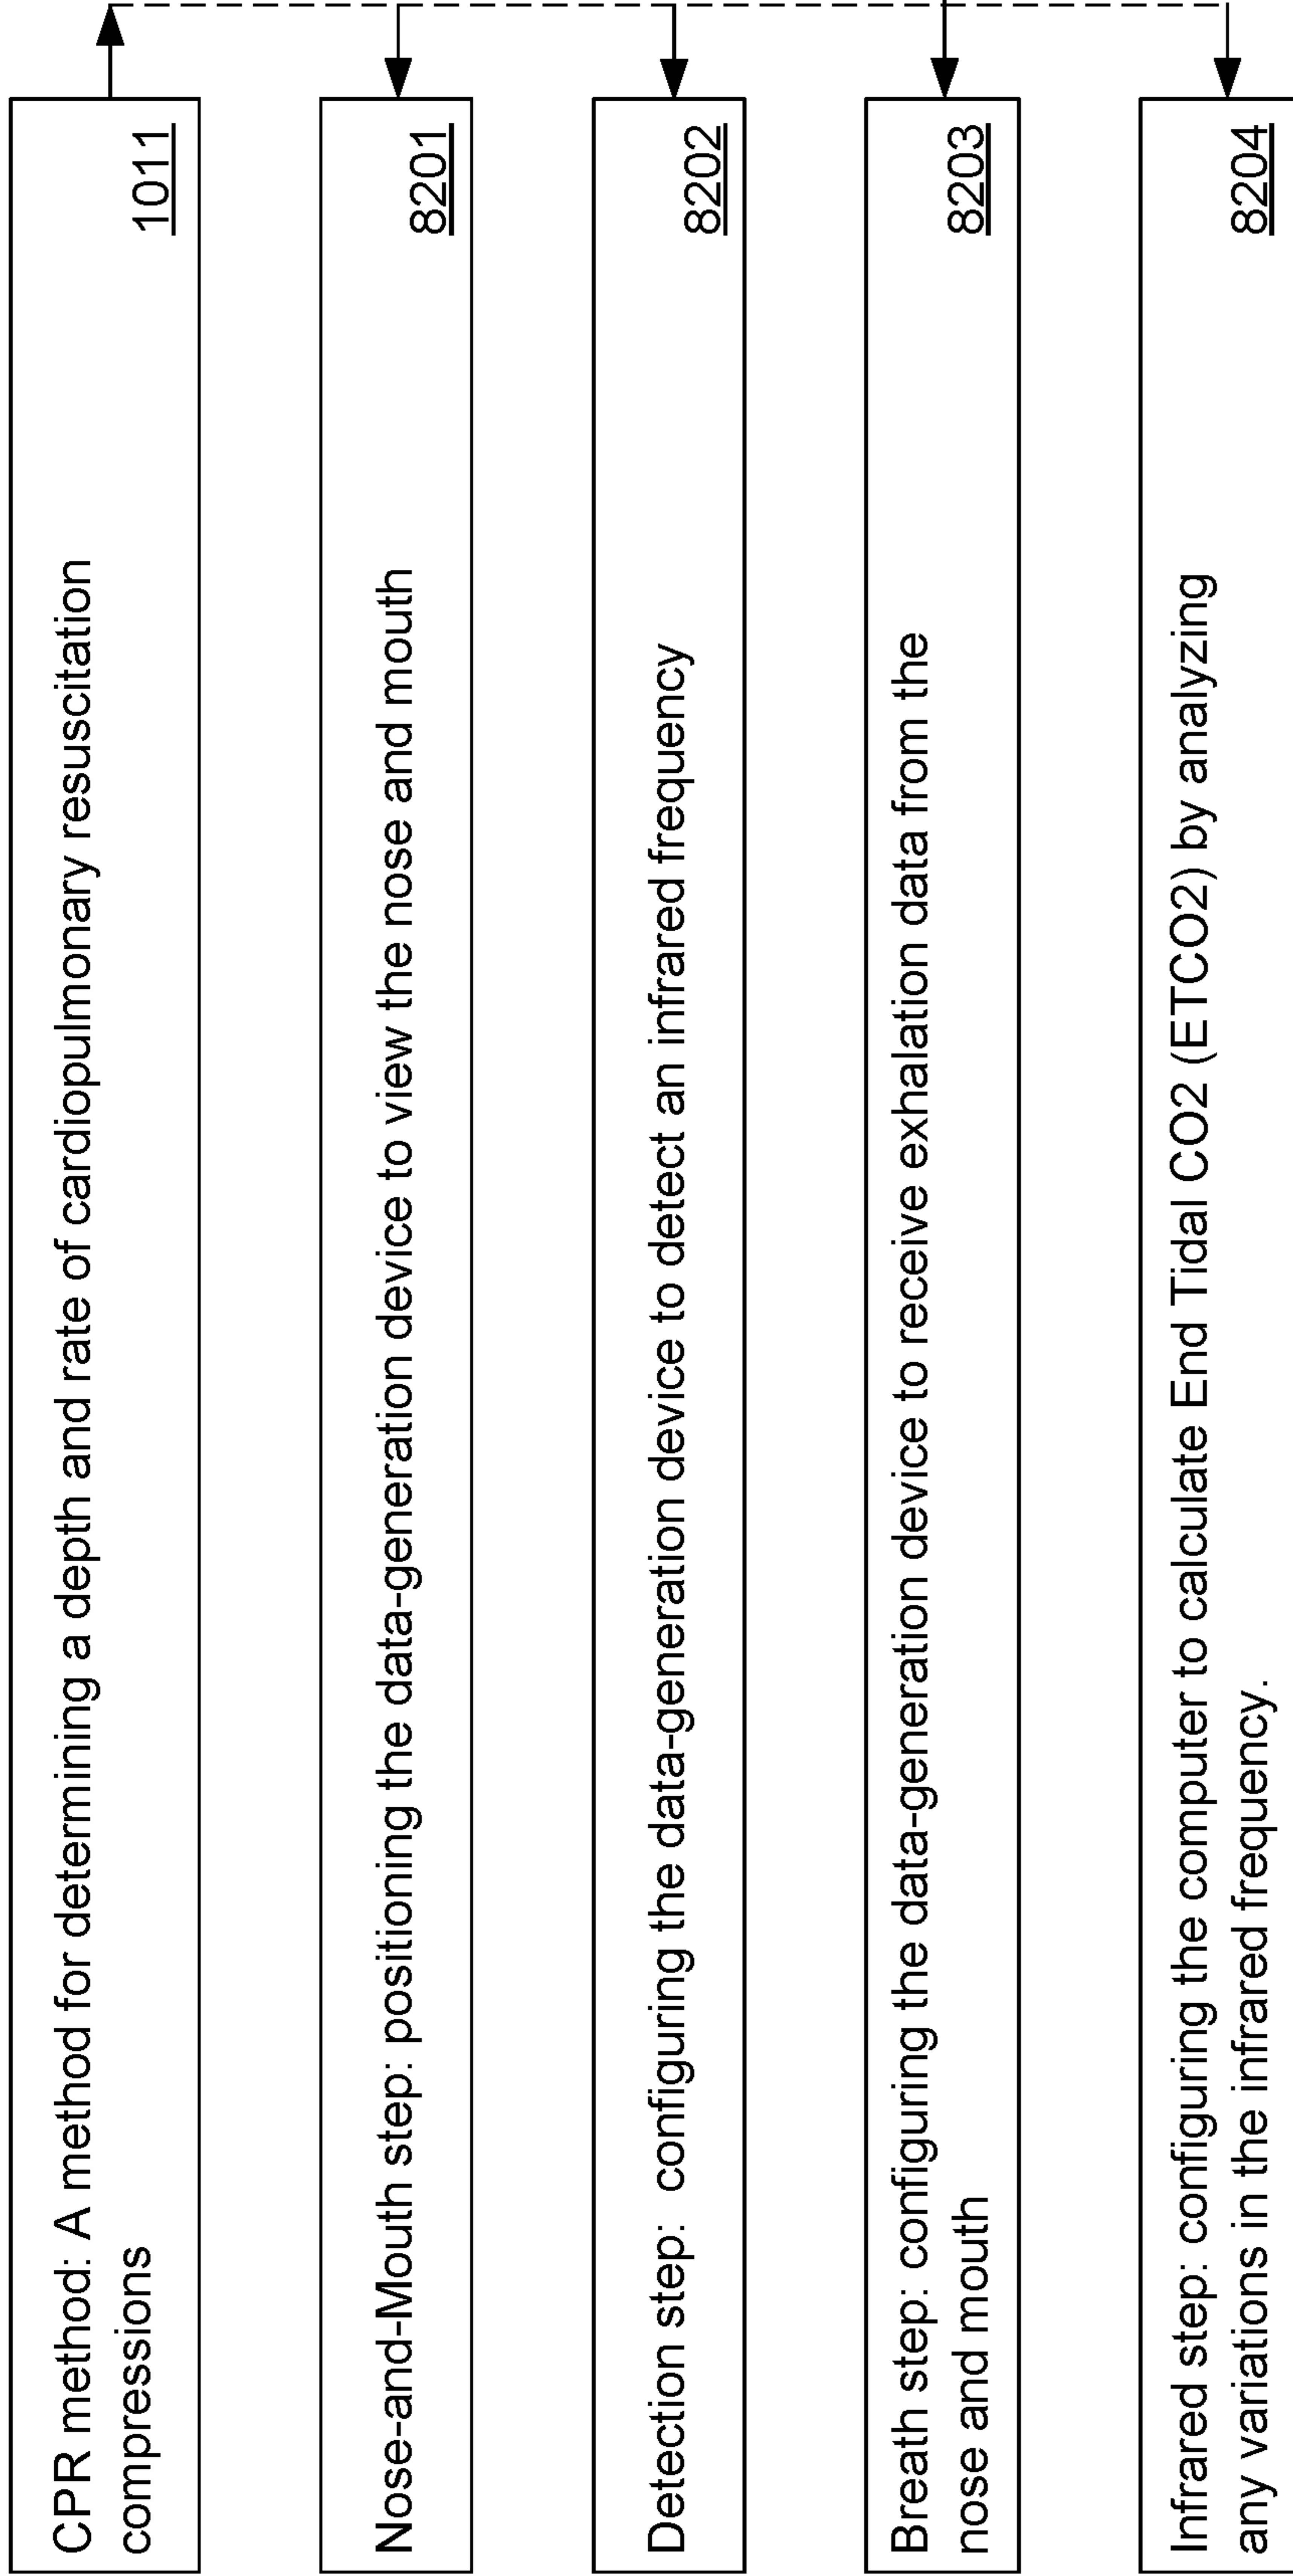 CPR method: A method for determining a depth and rate of cardiopulmonary resuscitation
compressions
1011
Nose-and-Mouth step: positioning the data-generation device to view the nose and mouth
8201
Detection step:  configuring the data-generation device to detect an infrared frequency
8202
Breath step: configuring the data-generation device to receive exhalation data from the
nose and mouth
8203
Infrared step: configuring the computer to calculate End Tidal CO2 (ETCO2) by analyzing
any variations in the infrared frequency.
8204